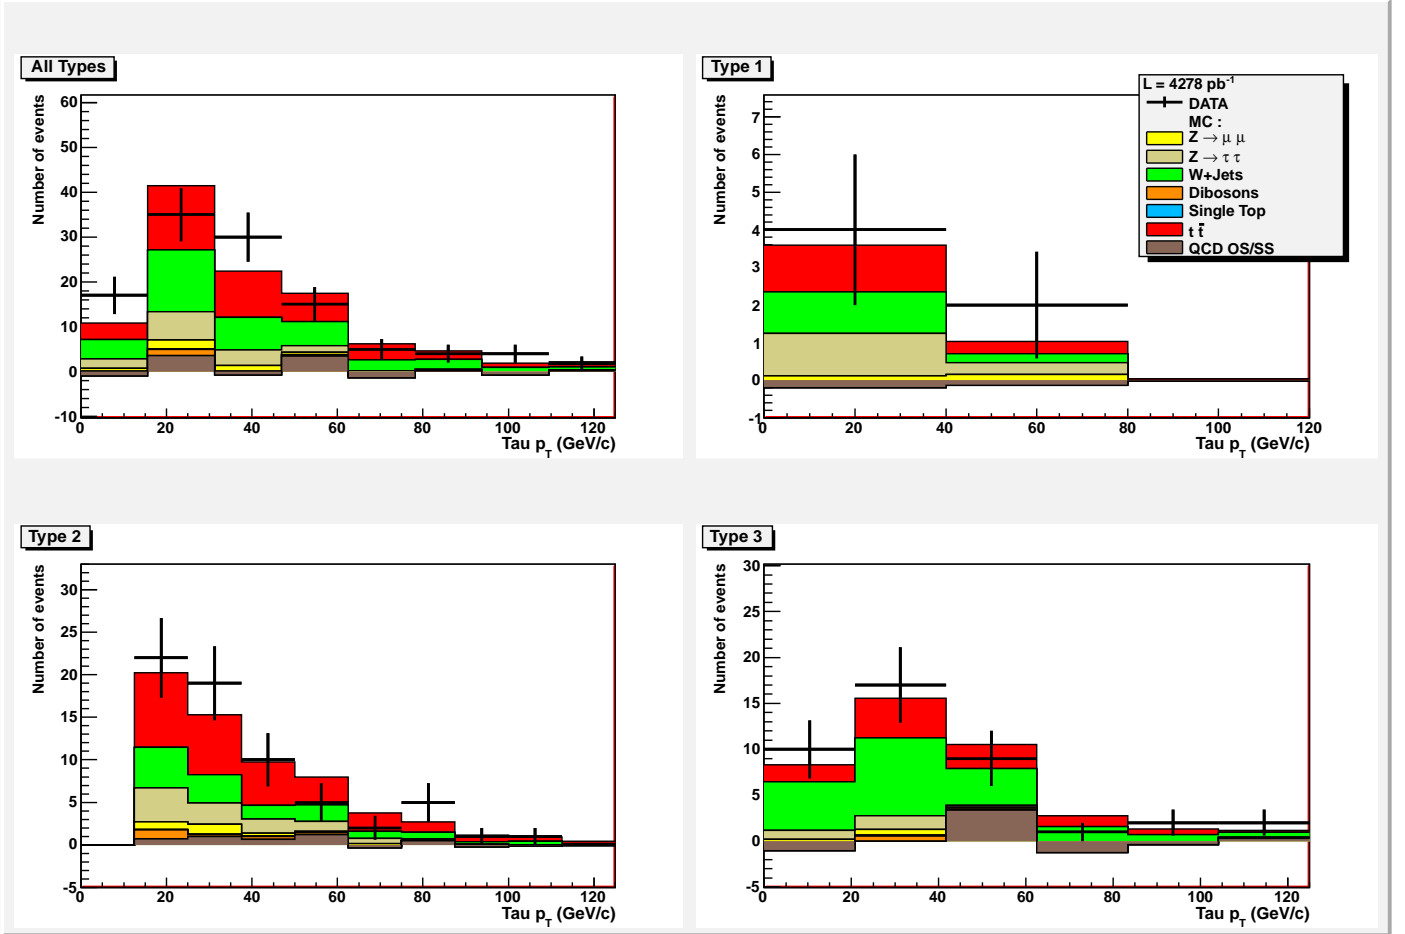 All Types
Number of events
60
50
40
30
20
10
0
-10
0 20 40 60 80 100 120
Tau pT (GeV/c)
Type 1
Number of events
7
6
5
4
3
2
1
0
-1
0 20 40 60 80 100 120
Tau pT (GeV/c)
L = 4278 pb-1
DATA
MC :
Z → μ μ
Z → τ τ
W+Jets
Dibosons
Single Top
t t̄
QCD OS/SS
Type 2
Number of events
30
25
20
15
10
5
0
-5
0 20 40 60 80 100 120
Tau pT (GeV/c)
Type 3
Number of events
30
25
20
15
10
5
0
-5
0 20 40 60 80 100 120
Tau pT (GeV/c)